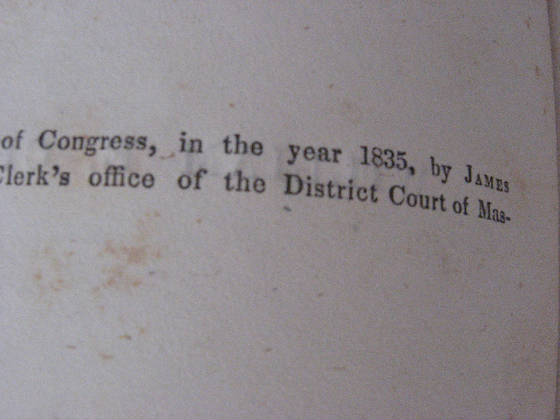 of Congress, in the year 1835, by JAMES
Clerk's office of the District Court of Mas-